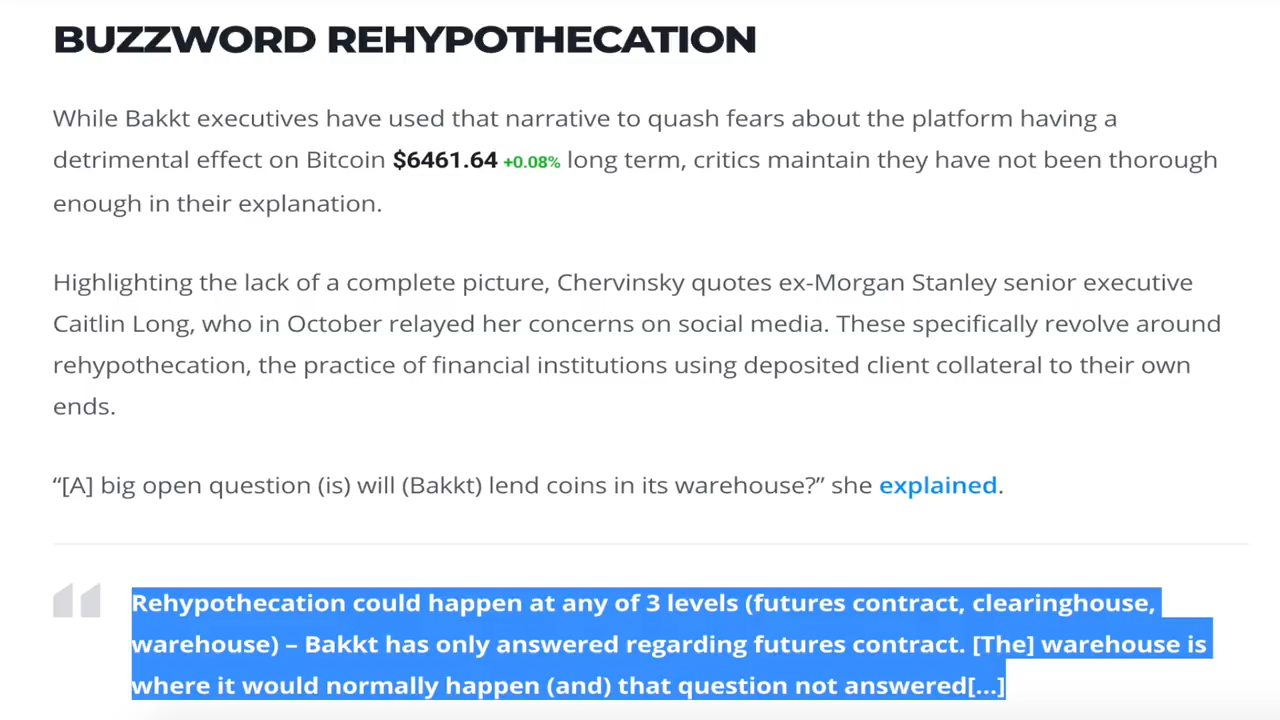 BUZZWORD REHYPOTHECATION
While Bakkt executives have used that narrative to quash fears about the platform having a
detrimental effect on Bitcoin $6461.64 +0.08% long term, critics maintain they have not been thorough
enough in their explanation.
Highlighting the lack of a complete picture, Chervinsky quotes ex-Morgan Stanley senior executive
Caitlin Long, who in October relayed her concerns on social media. These specifically revolve around
rehypothecation, the practice of financial institutions using deposited client collateral to their own
ends.
“[A] big open question (is) will (Bakkt) lend coins in its warehouse?” she explained.
Rehypothecation could happen at any of 3 levels (futures contract, clearinghouse,
warehouse) – Bakkt has only answered regarding futures contract. [The] warehouse is
where it would normally happen (and) that question not answered[…]